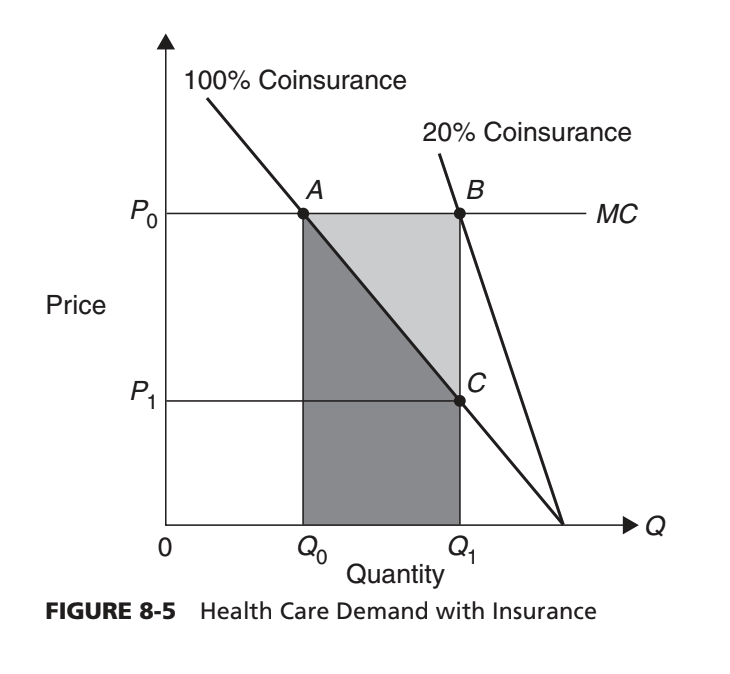 100% Coinsurance
20% Coinsurance
A
B
P0
MC
Price
C
P1
0
Q0
Q1
Q
Quantity
FIGURE 8-5 Health Care Demand with Insurance